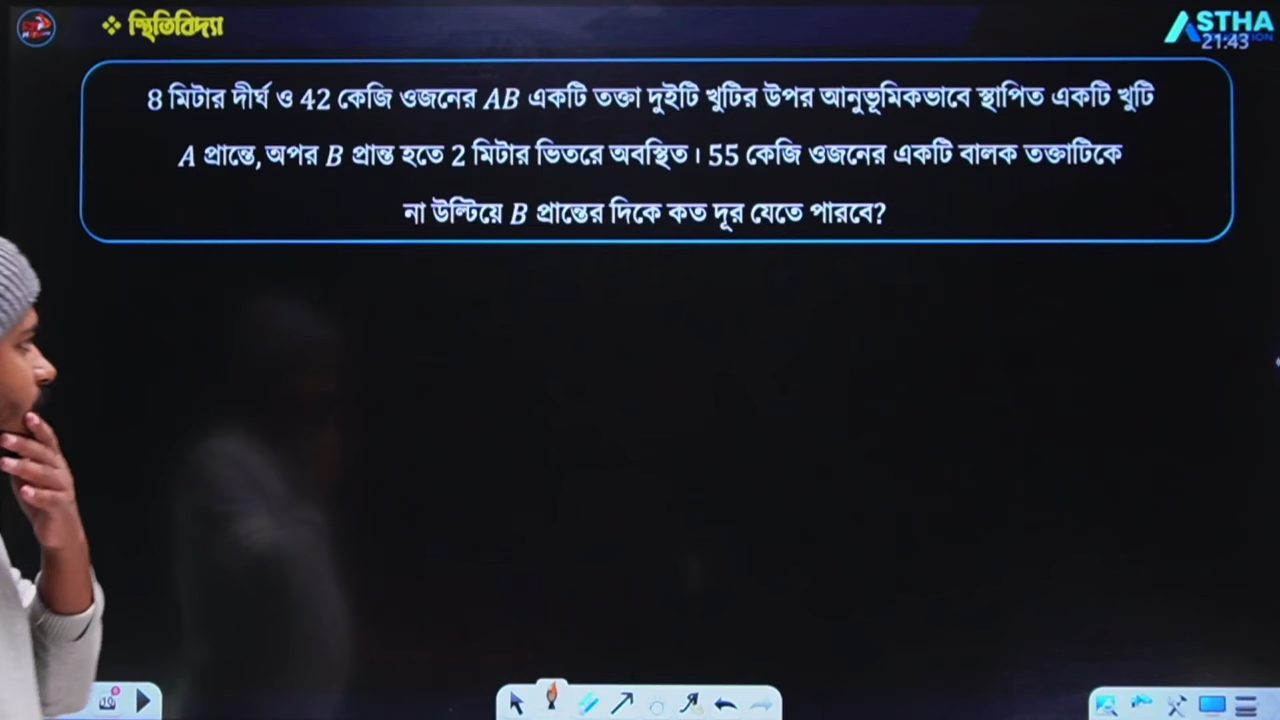 ❖ স্থিতিবিদ্যা
ASTHA
21:43
8 মিটার দীর্ঘ ও 42 কেজি ওজনের AB একটি তক্তা দুইটি খুটির উপর আনুভূমিকভাবে স্থাপিত একটি খুটি
A প্রান্তে, অপর B প্রান্ত হতে 2 মিটার ভিতরে অবস্থিত। 55 কেজি ওজনের একটি বালক তক্তাটিকে
না উল্টিয়ে B প্রান্তের দিকে কত দূর যেতে পারবে?